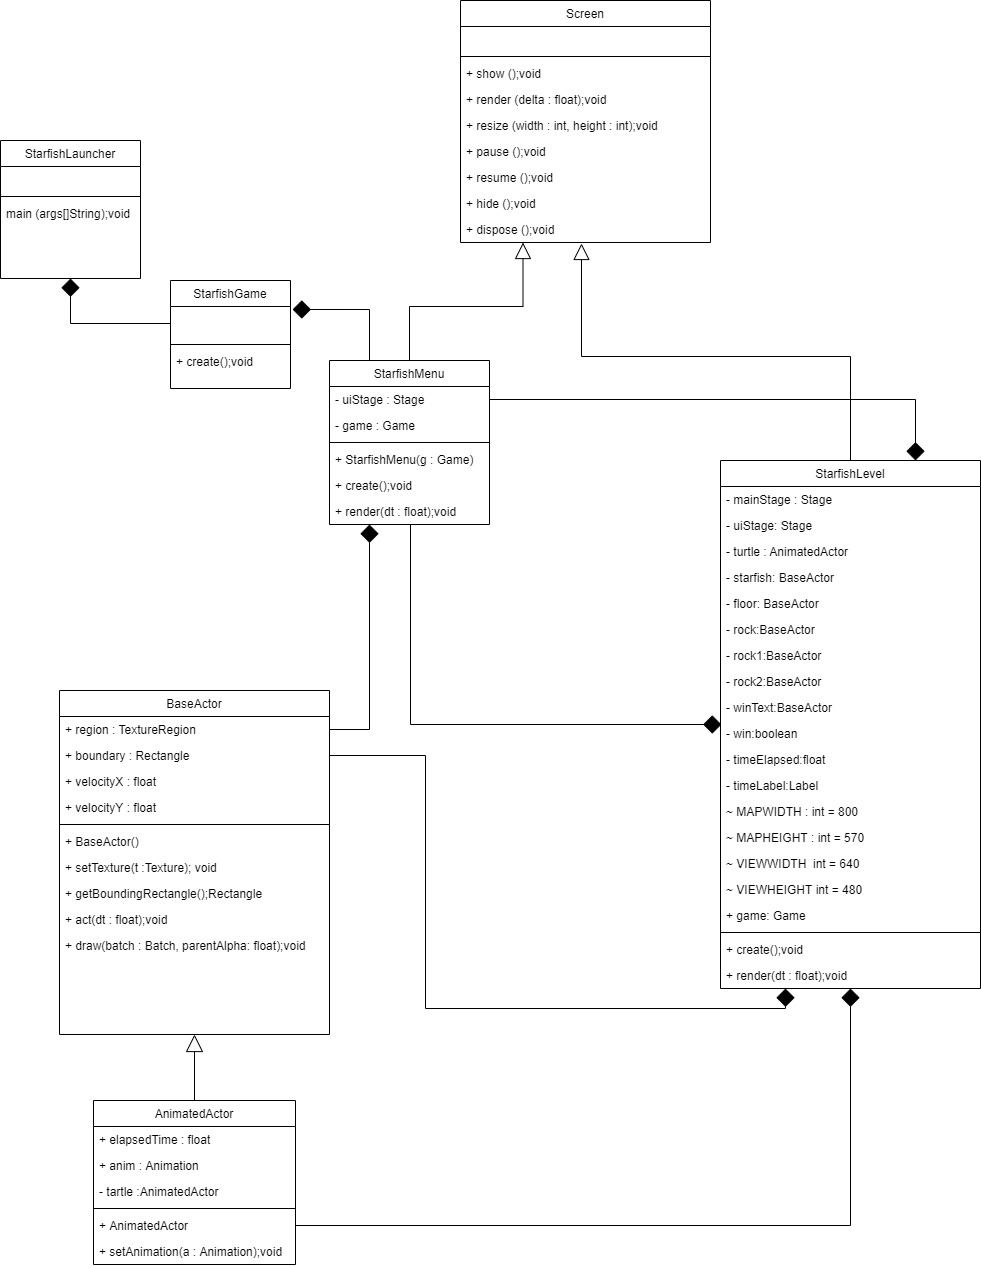 Screen
+ show ();void
+ render (delta : float);void
+ resize (width : int, height : int);void
+ pause ();void
+ resume ();void
+ hide ();void
+ dispose ();void
StarfishLauncher
main (args[]String);void
StarfishGame
+ create();void
StarfishMenu
- uiStage : Stage
- game : Game
+ StarfishMenu(g : Game)
+ create();void
+ render(dt : float);void
StarfishLevel
- mainStage : Stage
- uiStage: Stage
- turtle : AnimatedActor
- starfish: BaseActor
- floor: BaseActor
- rock:BaseActor
- rock1:BaseActor
- rock2:BaseActor
- winText:BaseActor
- win:boolean
- timeElapsed:float
- timeLabel:Label
~ MAPWIDTH : int = 800
~ MAPHEIGHT : int = 570
~ VIEWWIDTH  int = 640
~ VIEWHEIGHT int = 480
+ game: Game
+ create();void
+ render(dt : float);void
BaseActor
+ region : TextureRegion
+ boundary : Rectangle
+ velocityX : float
+ velocityY : float
+ BaseActor()
+ setTexture(t :Texture); void
+ getBoundingRectangle();Rectangle
+ act(dt : float);void
+ draw(batch : Batch, parentAlpha: float);void
AnimatedActor
+ elapsedTime : float
+ anim : Animation
- tartle :AnimatedActor
+ AnimatedActor
+ setAnimation(a : Animation);void